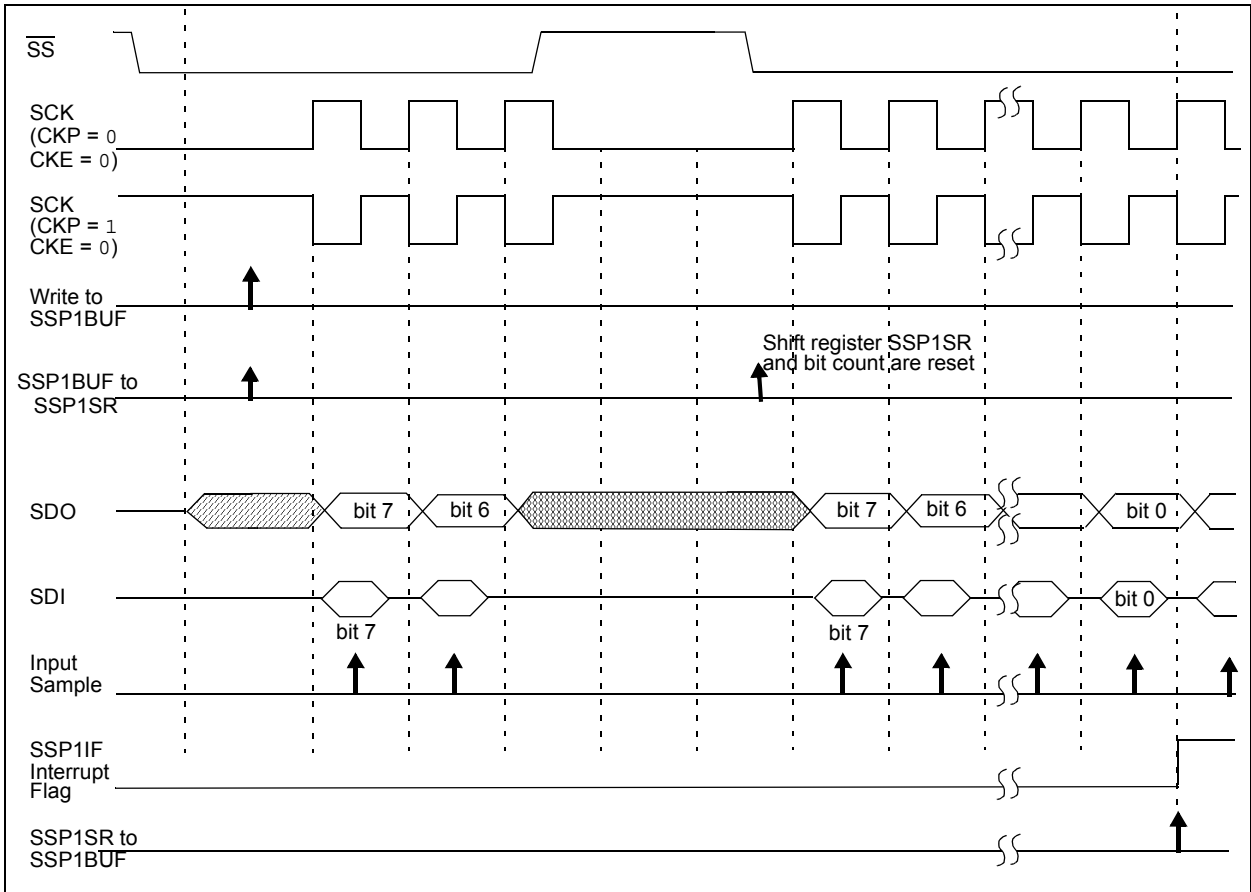 SS
SCK
(CKP = 0
CKE = 0)
SCK
(CKP = 1
CKE = 0)
Write to
SSP1BUF
Shift register SSP1SR
and bit count are reset
SSP1BUF to
SSP1SR
SDO
bit 7
bit 6
bit 7
bit 6
bit 0
SDI
bit 0
bit 7
bit 7
Input
Sample
SSP1IF
Interrupt
Flag
SSP1SR to
SSP1BUF